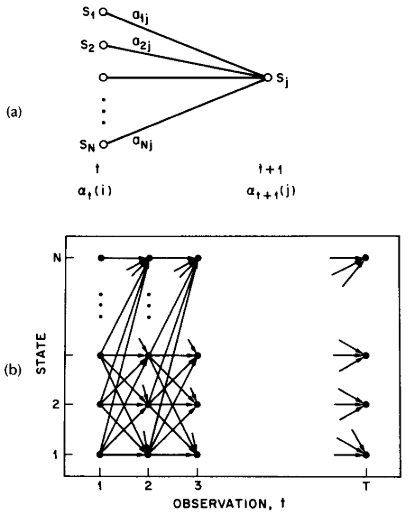 S1 a1j
S2 a2j
Sj
(a)
SN aNj
t t+1
αt(i) αt+1(j)
N
(b)
STATE
2
1
1 2 3 T
OBSERVATION, t